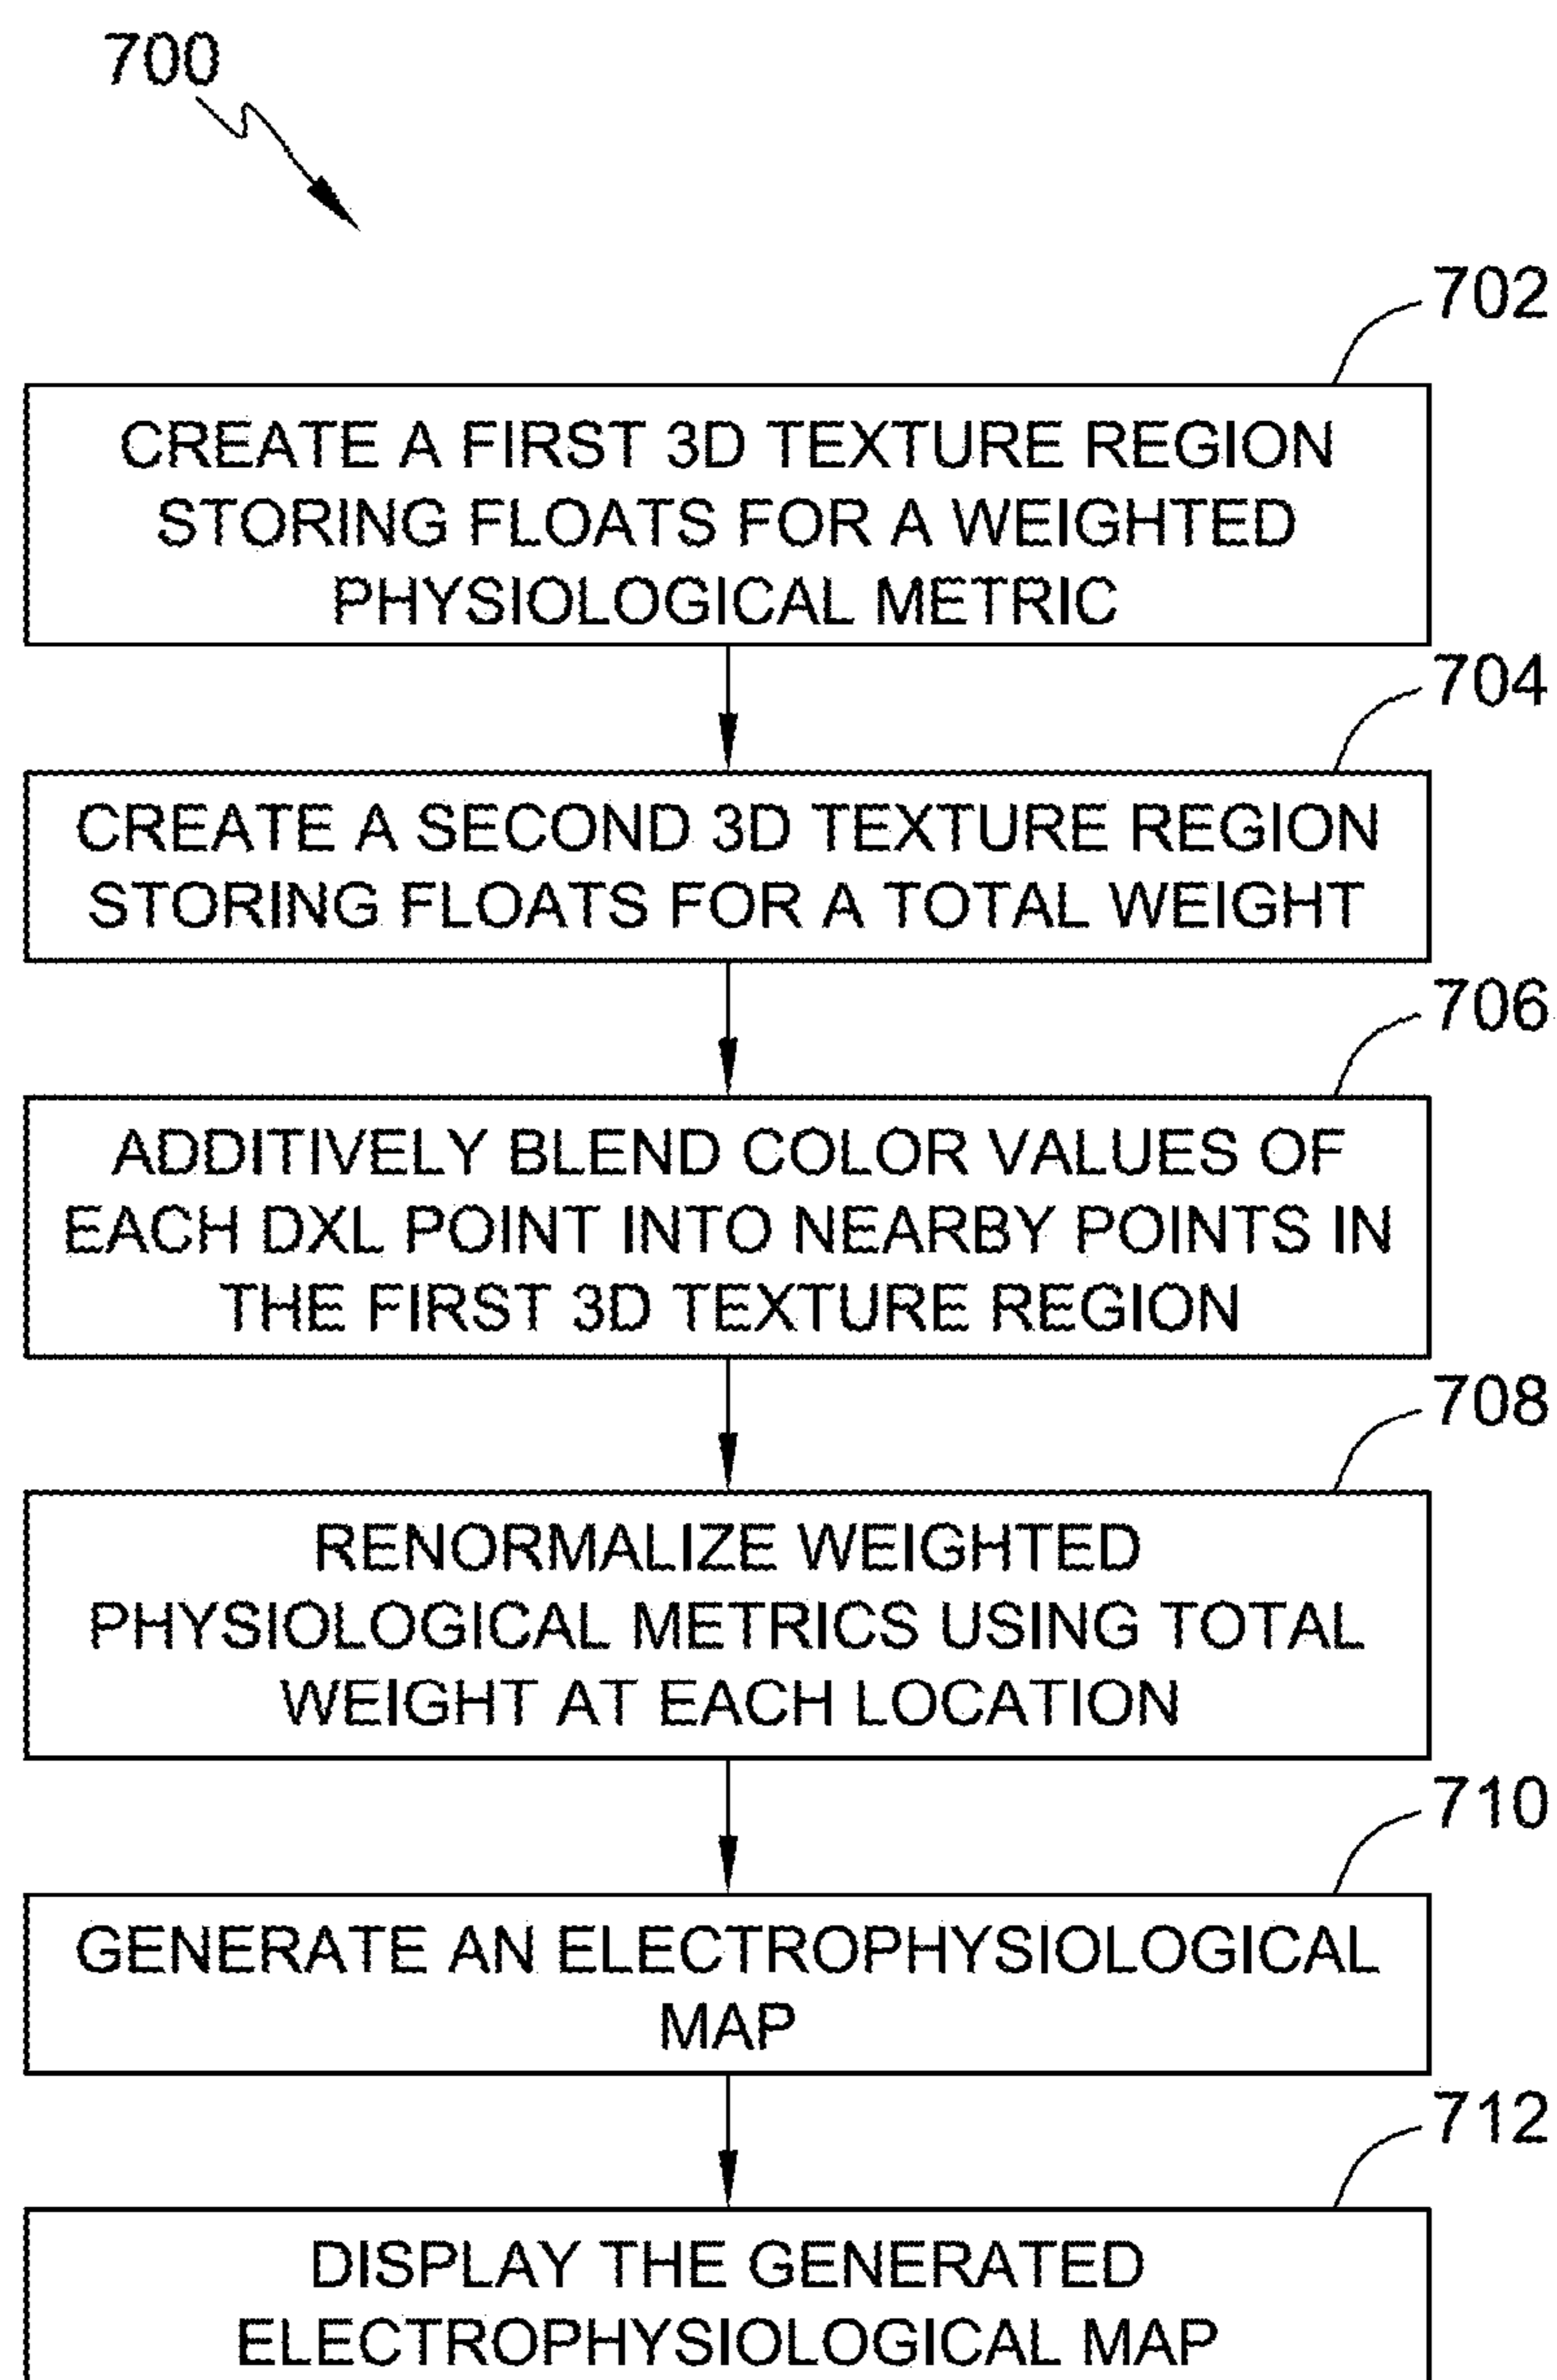 700
702
CREATE A FIRST 3D TEXTURE REGION
STORING FLOATS FOR A WEIGHTED
PHYSIOLOGICAL METRIC
704
CREATE A SECOND 3D TEXTURE REGION
STORING FLOATS FOR A TOTAL WEIGHT
706
ADDITIVELY BLEND COLOR VALUES OF
EACH DXL POINT INTO NEARBY POINTS IN
THE FIRST 3D TEXTURE REGION
708
RENORMALIZE WEIGHTED
PHYSIOLOGICAL METRICS USING TOTAL
WEIGHT AT EACH LOCATION
710
GENERATE AN ELECTROPHYSIOLOGICAL
MAP
712
DISPLAY THE GENERATED
ELECTROPHYSIOLOGICAL MAP